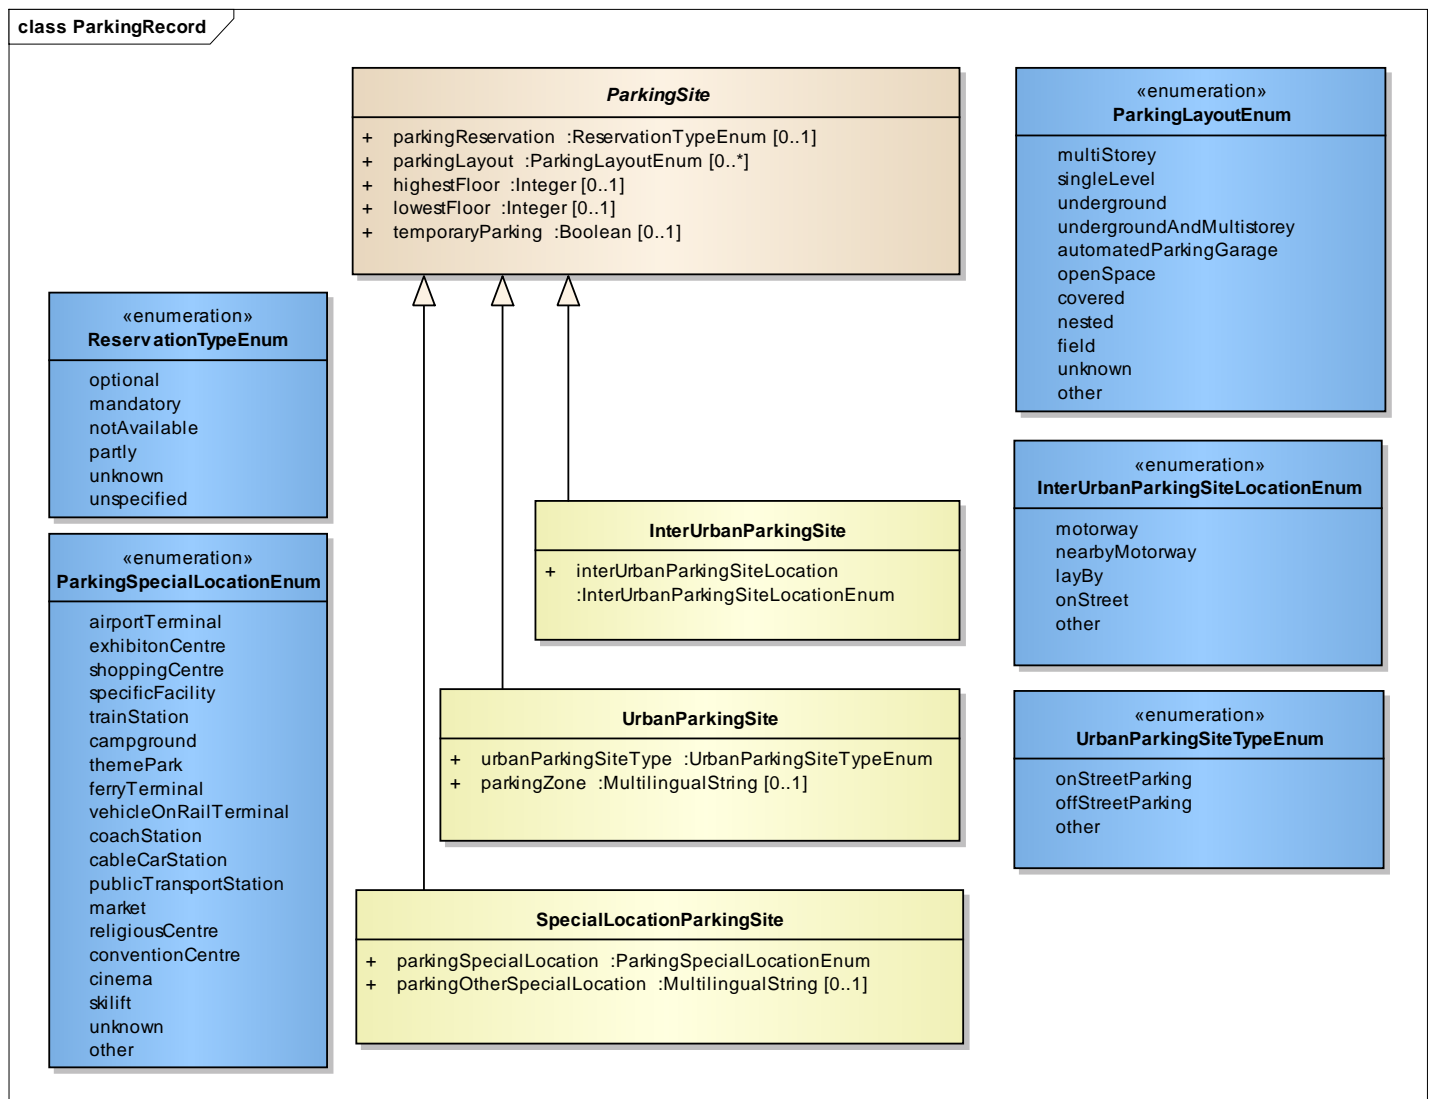 class ParkingRecord
ParkingSite
+ parkingReservation :ReservationTypeEnum [0..1]
+ parkingLayout :ParkingLayoutEnum [0..*]
+ highestFloor :Integer [0..1]
+ lowestFloor :Integer [0..1]
+ temporaryParking :Boolean [0..1]
«enumeration»
ParkingLayoutEnum
multiStorey
singleLevel
underground
undergroundAndMultistorey
automatedParkingGarage
openSpace
covered
nested
field
unknown
other
«enumeration»
ReservationTypeEnum
optional
mandatory
notAvailable
partly
unknown
unspecified
«enumeration»
InterUrbanParkingSiteLocationEnum
motorway
nearbyMotorway
layBy
onStreet
other
InterUrbanParkingSite
+ interUrbanParkingSiteLocation
:InterUrbanParkingSiteLocationEnum
«enumeration»
ParkingSpecialLocationEnum
airportTerminal
exhibitonCentre
shoppingCentre
specificFacility
trainStation
campground
themePark
ferryTerminal
vehicleOnRailTerminal
coachStation
cableCarStation
publicTransportStation
market
religiousCentre
conventionCentre
cinema
skilift
unknown
other
UrbanParkingSite
+ urbanParkingSiteType :UrbanParkingSiteTypeEnum
+ parkingZone :MultilingualString [0..1]
«enumeration»
UrbanParkingSiteTypeEnum
onStreetParking
offStreetParking
other
SpecialLocationParkingSite
+ parkingSpecialLocation :ParkingSpecialLocationEnum
+ parkingOtherSpecialLocation :MultilingualString [0..1]